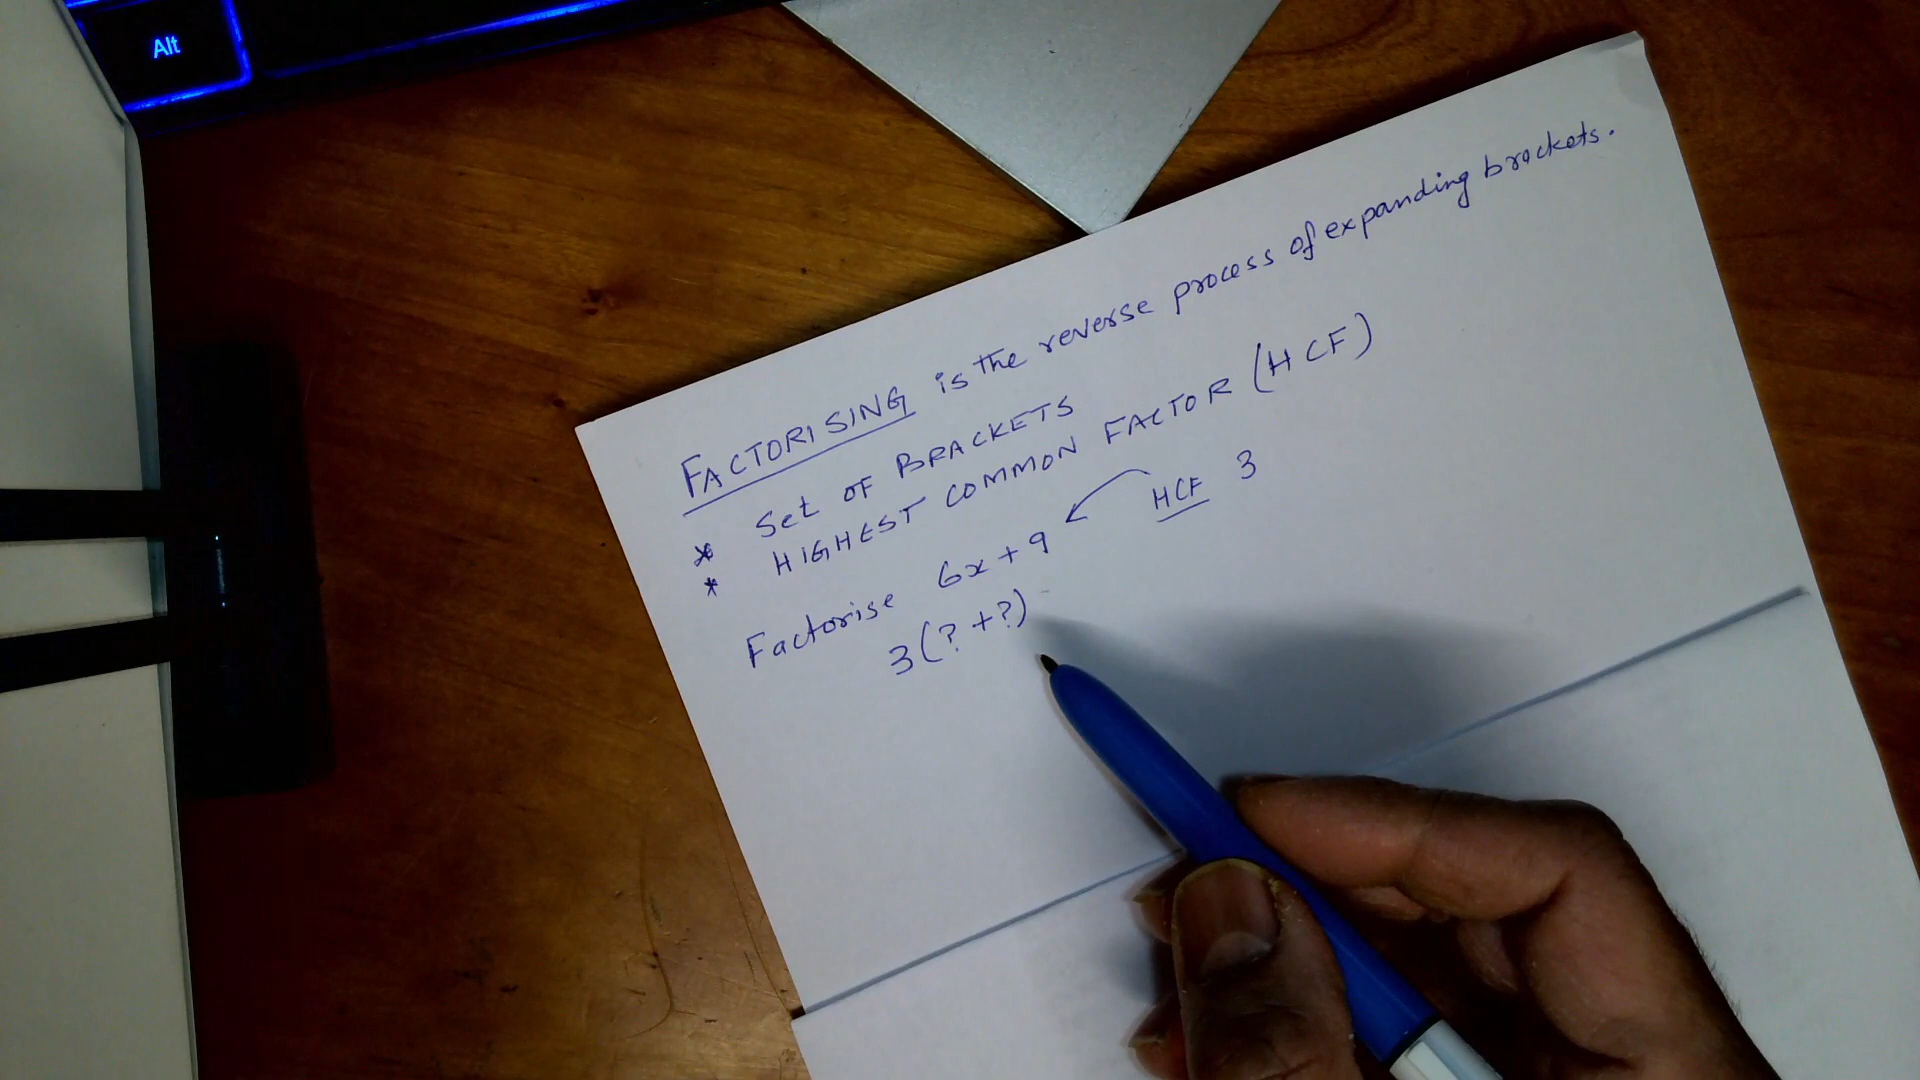 Alt
FACTORISING is the reverse process of expanding brackets.
* Set OF BRACKETS
* HIGHEST COMMON FACTOR (HCF)
Factorise 6x + 9 HCF 3
3(? + ?)